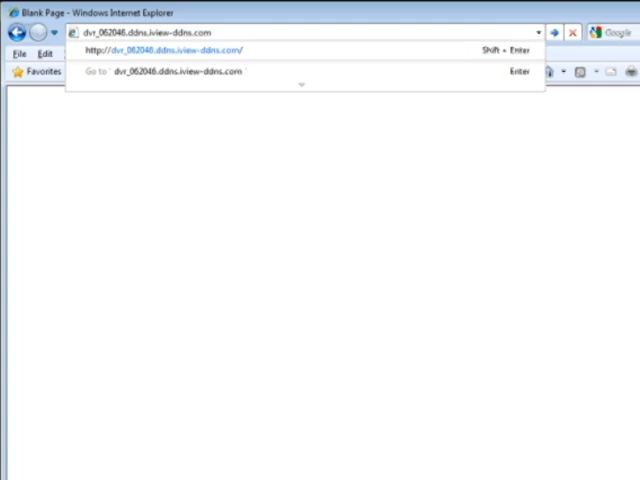 Blank Page - Windows Internet Explorer
dvr_062046.ddns.iview-ddns.com
Google
http://dvr_062046.ddns.iview-ddns.com/ Shift + Enter
File Edit
Go to ' dvr_062046.ddns.iview-ddns.com ' Enter
Favorites